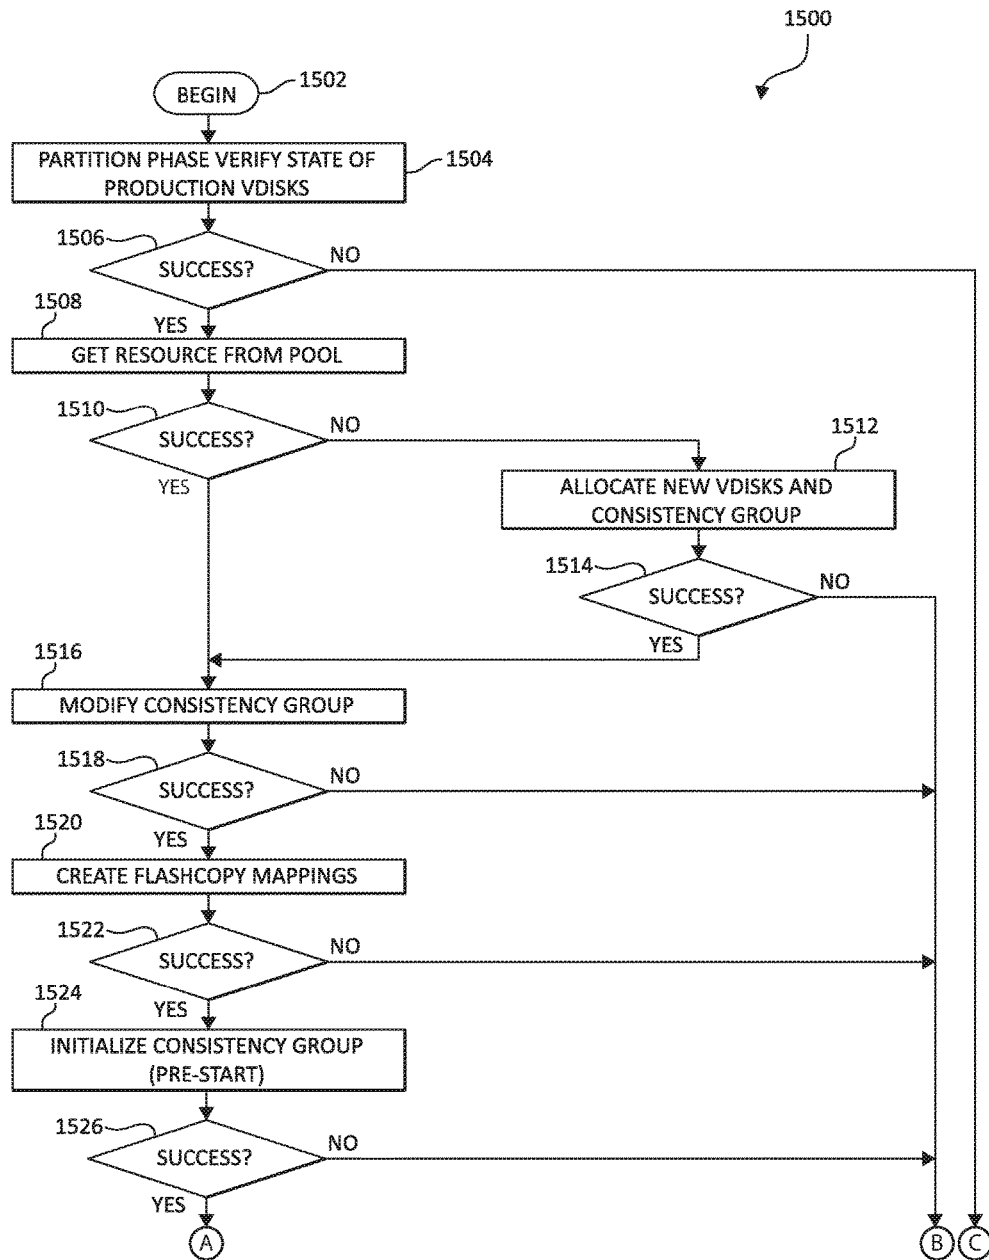 1500
BEGIN
1502
PARTITION PHASE VERIFY STATE OF
PRODUCTION VDISKS
1504
1506
SUCCESS?
NO
YES
1508
GET RESOURCE FROM POOL
1510
SUCCESS?
NO
YES
1512
ALLOCATE NEW VDISKS AND
CONSISTENCY GROUP
1514
SUCCESS?
NO
YES
1516
MODIFY CONSISTENCY GROUP
1518
SUCCESS?
NO
YES
1520
CREATE FLASHCOPY MAPPINGS
1522
SUCCESS?
NO
YES
1524
INITIALIZE CONSISTENCY GROUP
(PRE-START)
1526
SUCCESS?
NO
YES
A
B
C